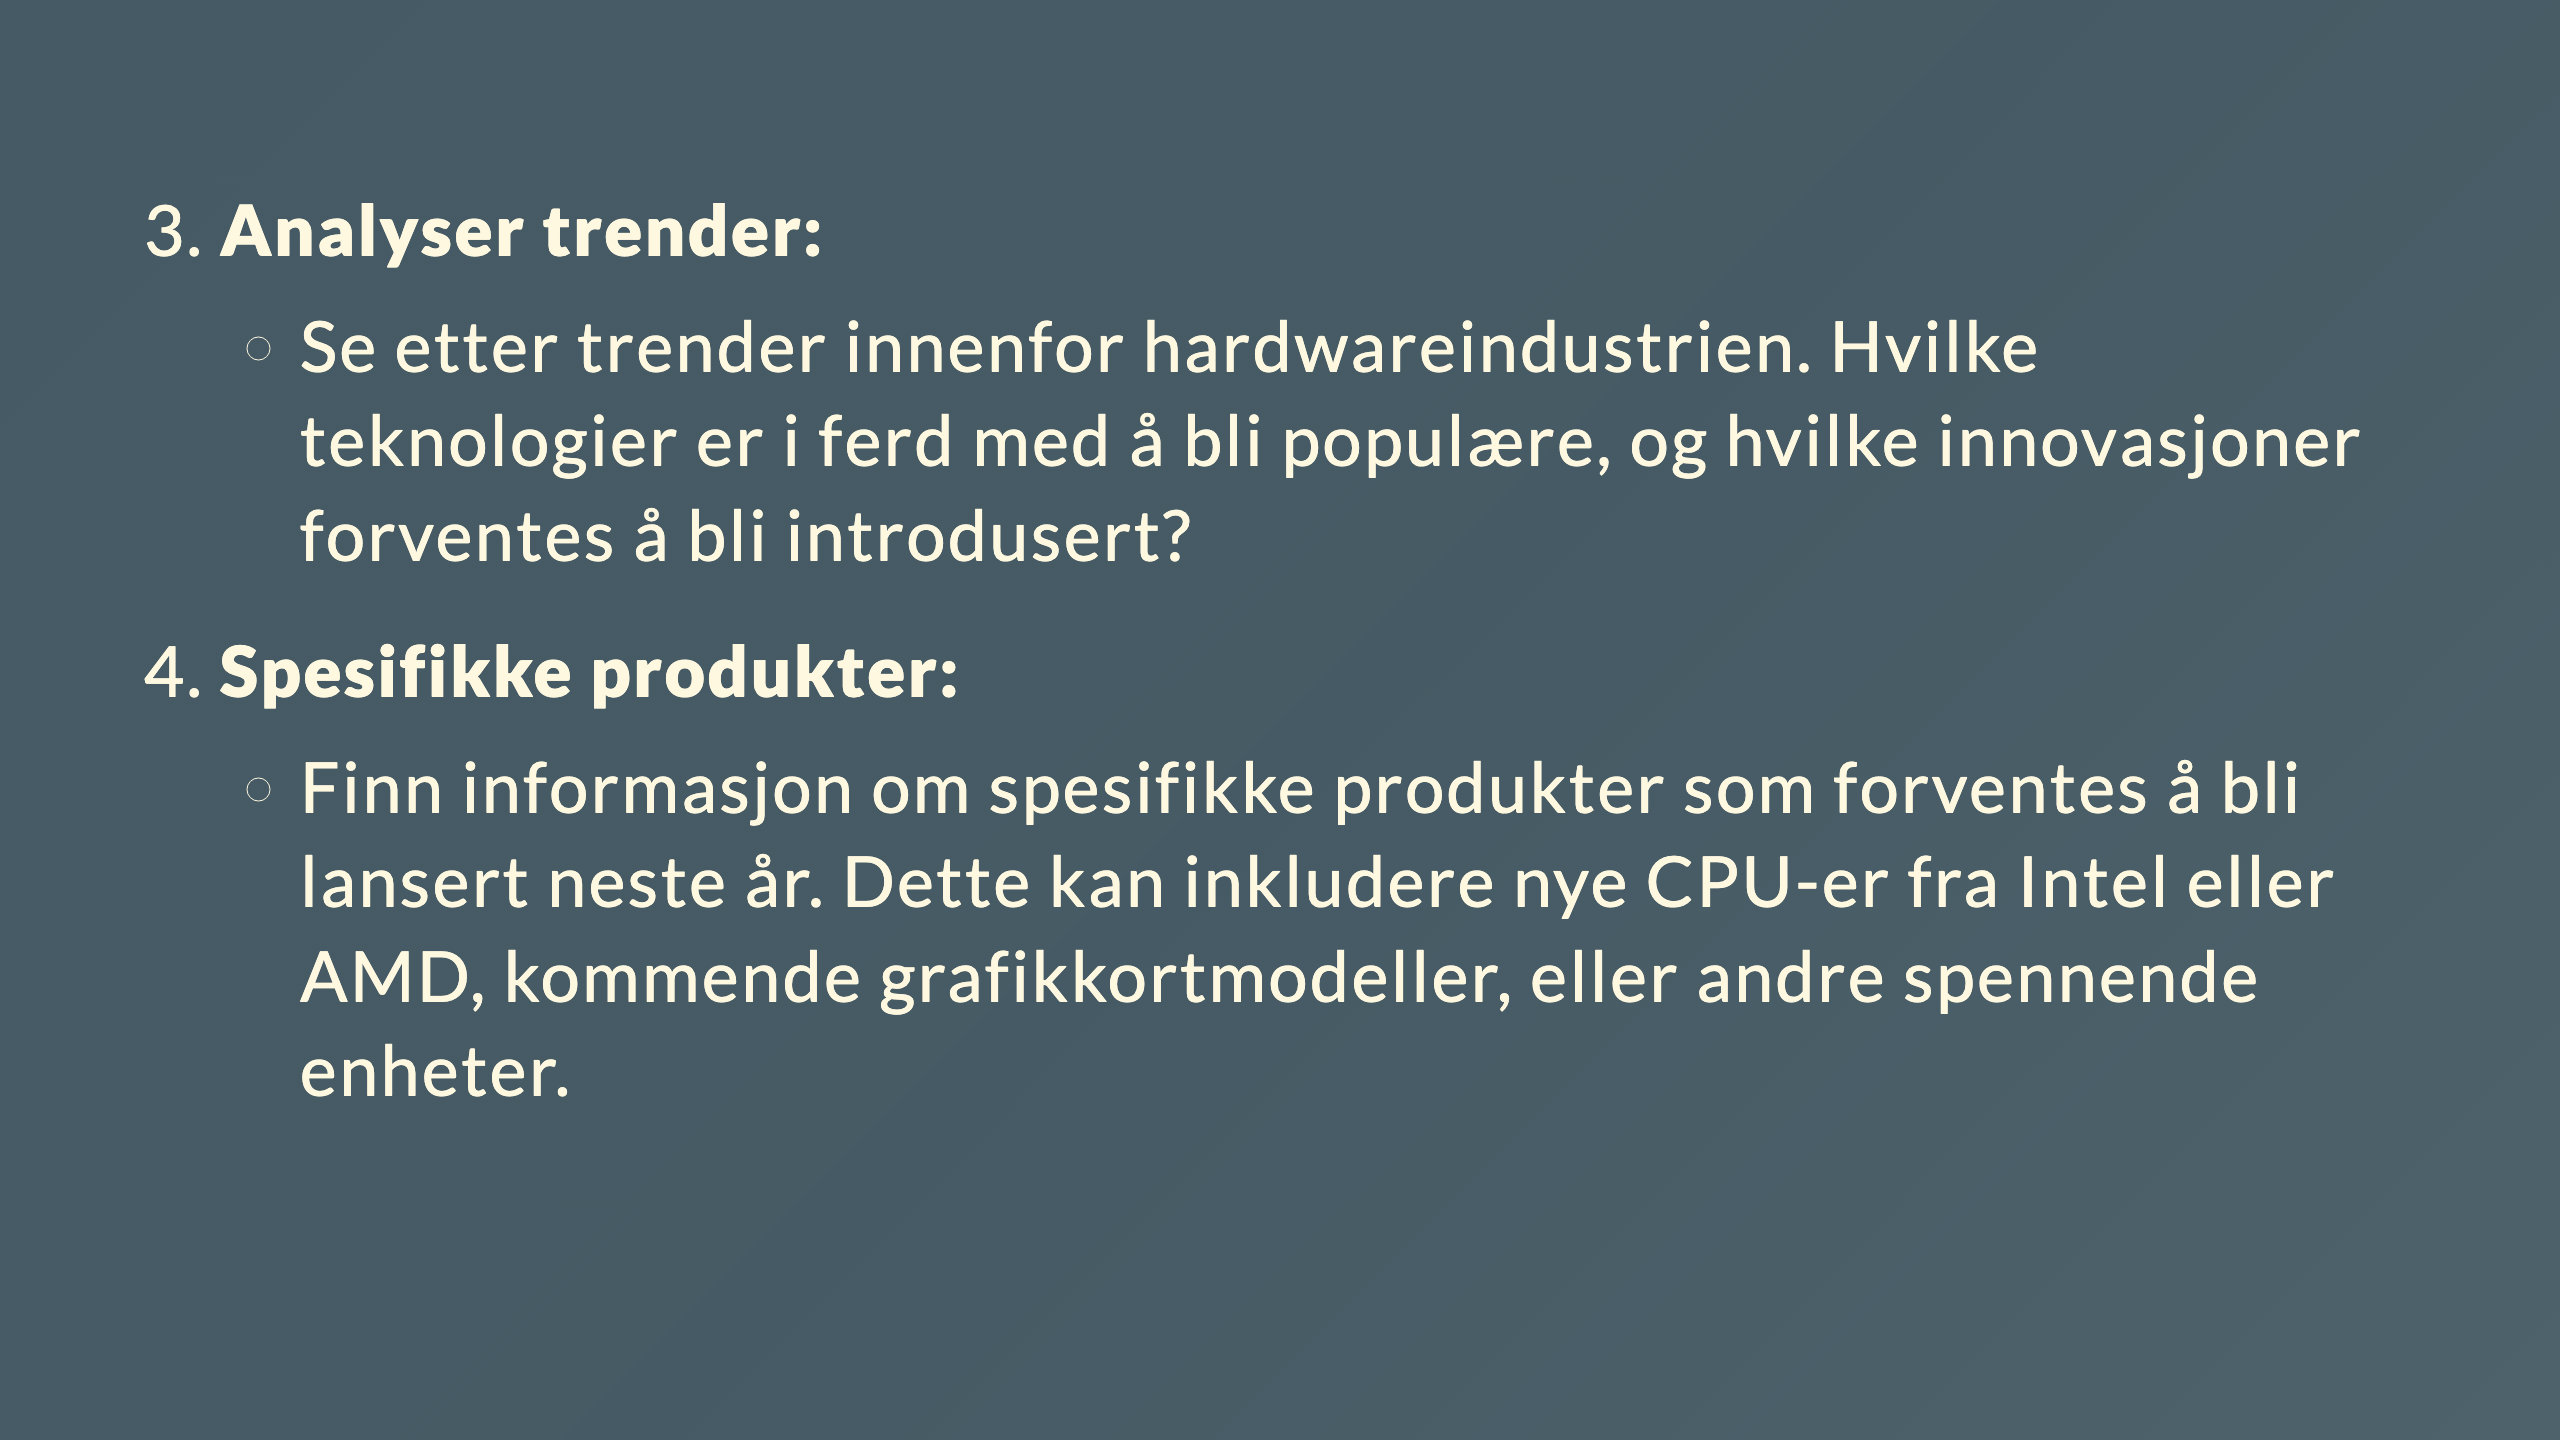 3. Analyser trender:
○ Se etter trender innenfor hardwareindustrien. Hvilke
teknologier er i ferd med å bli populære, og hvilke innovasjoner
forventes å bli introdusert?
4. Spesifikke produkter:
○ Finn informasjon om spesifikke produkter som forventes å bli
lansert neste år. Dette kan inkludere nye CPU-er fra Intel eller
AMD, kommende grafikkortmodeller, eller andre spennende
enheter.